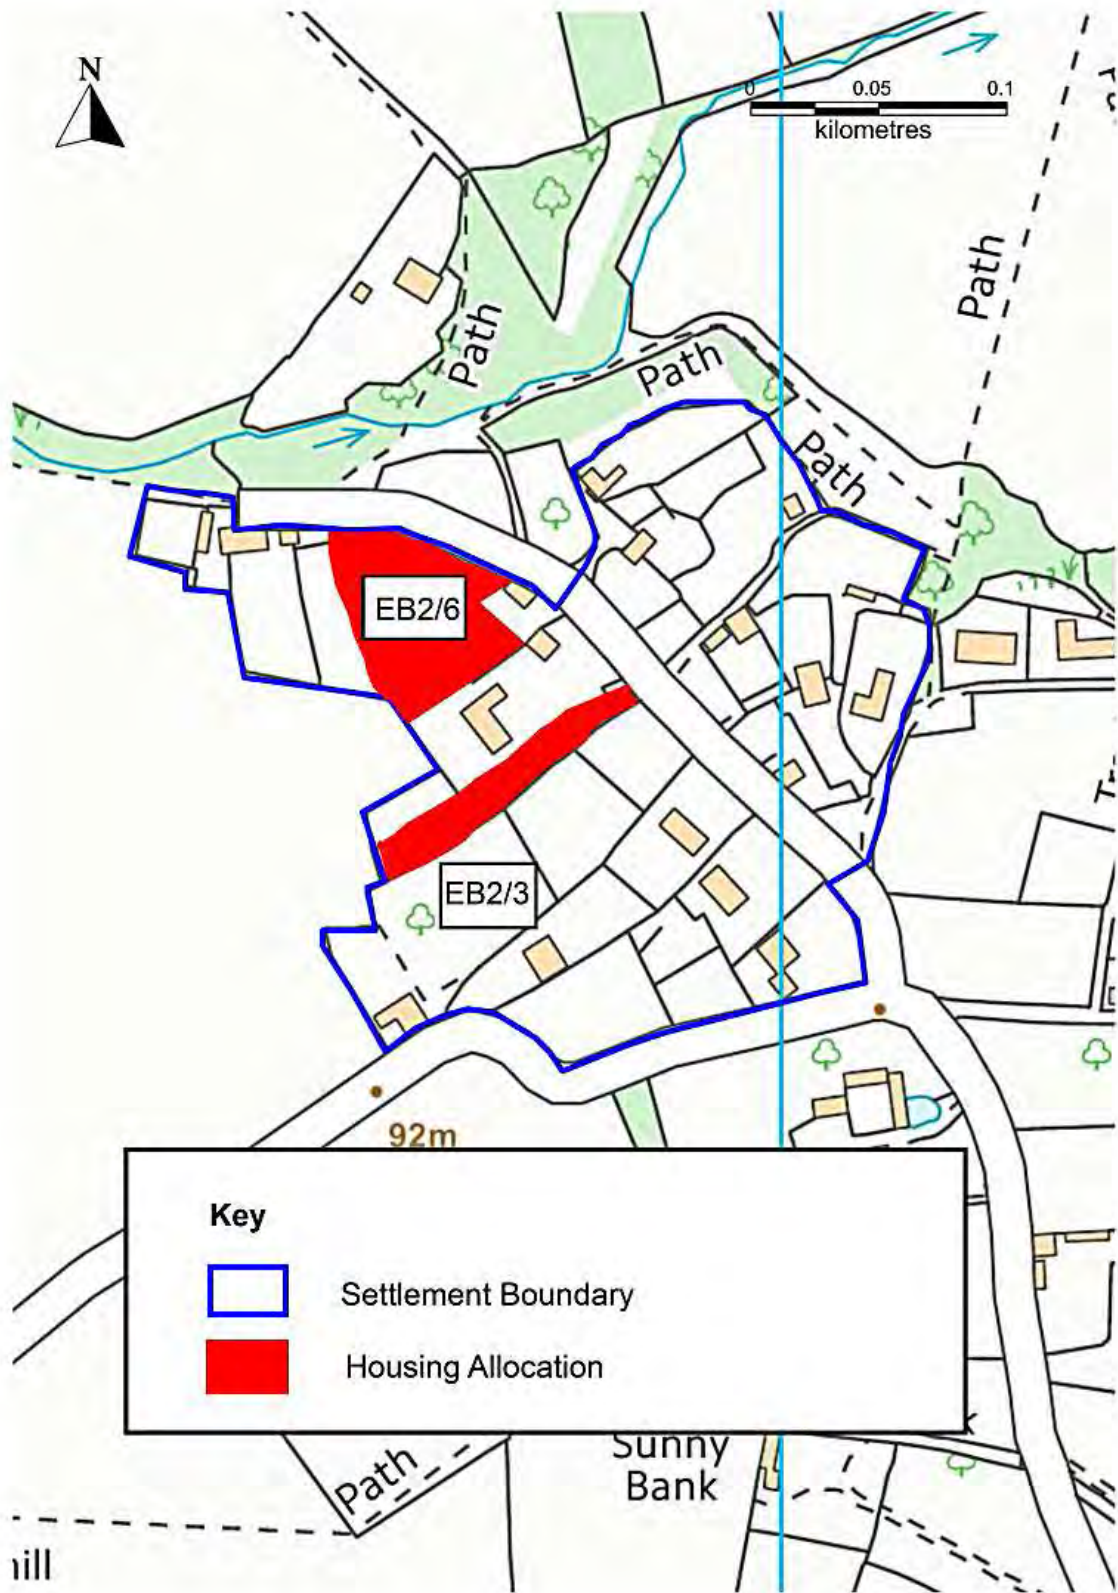 N
0 0.05 0.1
kilometres
Path
Path
Path
Path
EB2/6
EB2/3
92m
Key
Settlement Boundary
Housing Allocation
Sunny
Bank
Path